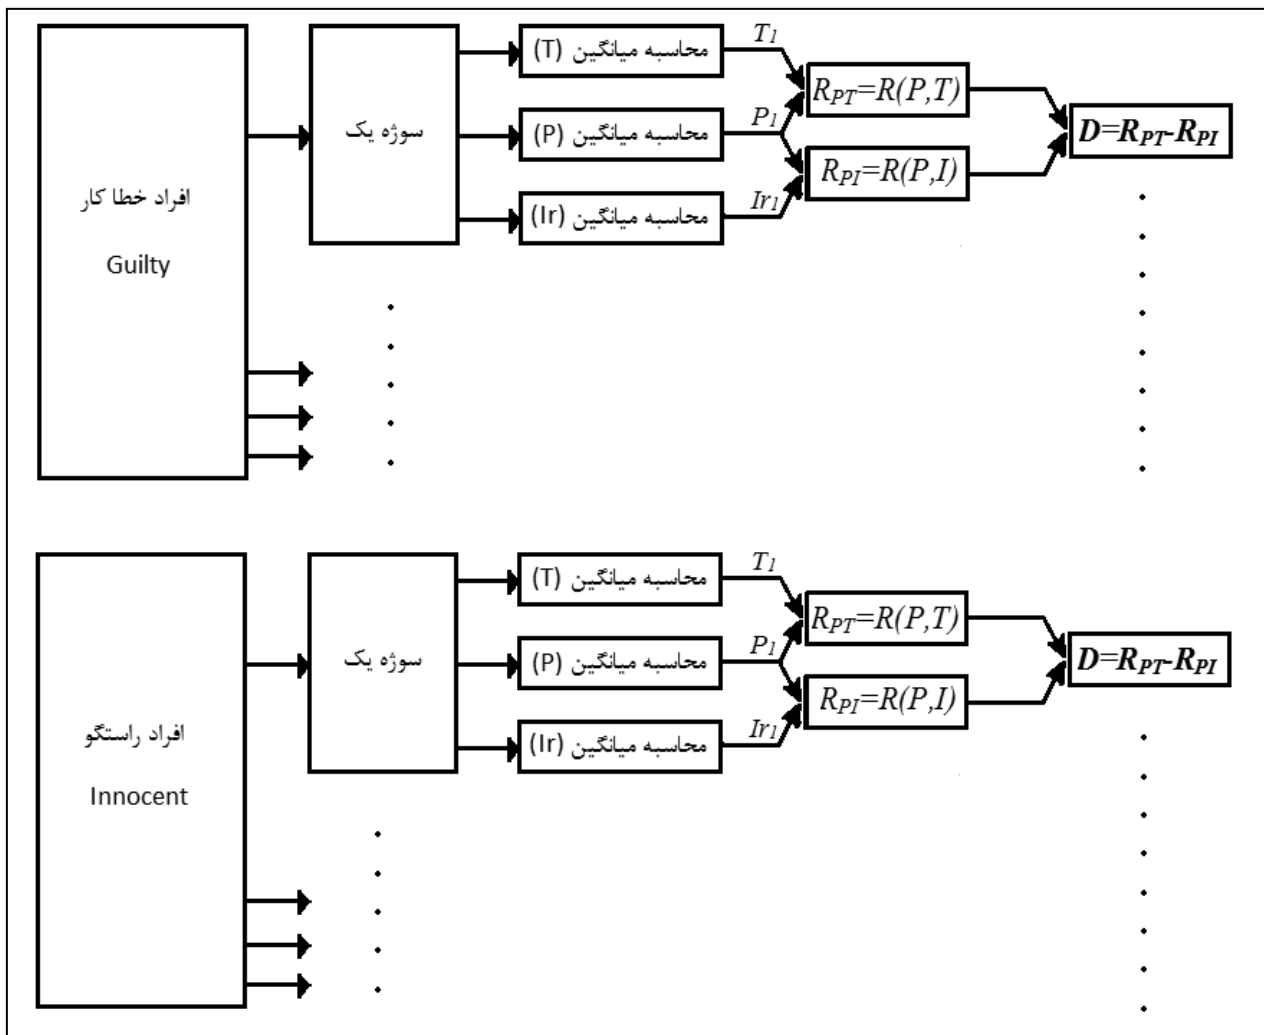 افراد خطا کار
Guilty
سوژه یک
محاسبه میانگین (T)
محاسبه میانگین (P)
محاسبه میانگین (Ir)
T1
P1
Ir1
RPT=R(P,T)
RPI=R(P,I)
D=RPT-RPI
افراد راستگو
Innocent
سوژه یک
محاسبه میانگین (T)
محاسبه میانگین (P)
محاسبه میانگین (Ir)
T1
P1
Ir1
RPT=R(P,T)
RPI=R(P,I)
D=RPT-RPI